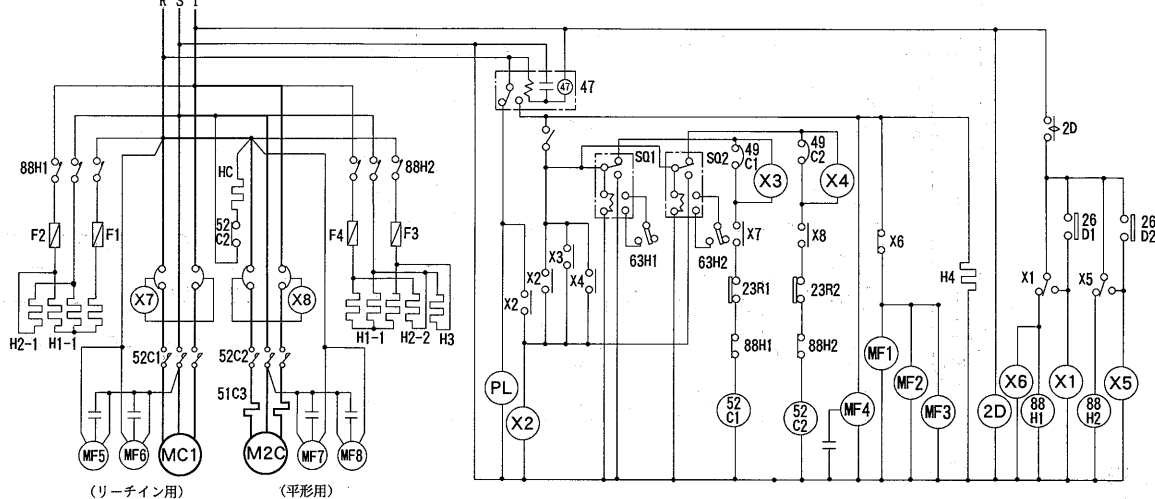 R S T
47
47
2D
88H1
88H2
HC
52
C2
SQ1
SQ2
49
C1
49
C2
X3
X4
26
D1
26
D2
F2
F1
F4
F3
X7
X8
X6
X3
X2
X4
X2
63H1
63H2
H4
X1
X5
X7
X8
23R1
23R2
H2-1
H1-1
H1-1
H2-2
H3
52C1
52C2
88H1
88H2
MF1
MF2
MF3
51C3
PL
X2
52
C1
52
C2
MF4
2D
X6
88
H1
X1
88
H2
X5
MF5
MF6
MC1
M2C
MF7
MF8
(リーチイン用)
(平形用)